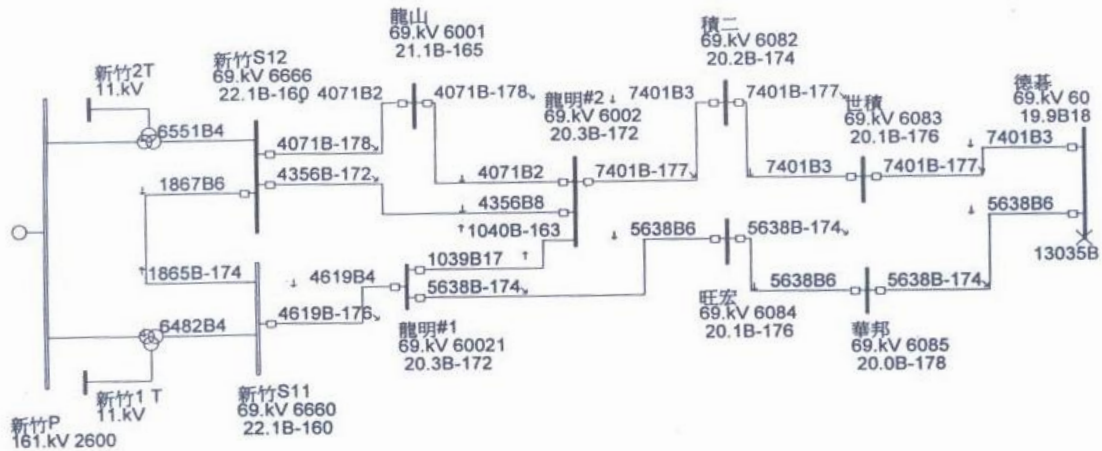 龍山
69.kV 6001
21.1B-165
積二
69.kV 6082
20.2B-174
新竹S12
69.kV 6666
22.1B-160
新竹2T
11.kV
德碁
69.kV 60
19.9B18
龍明#2
69.kV 6002
20.3B-172
世積
69.kV 6083
20.1B-176
4071B2
4071B-178
7401B3
7401B-177
6551B4
4071B-178
7401B3
4356B-172
4071B2
7401B-177
7401B3
7401B-177
1867B6
4356B8
5638B6
1040B-163
5638B6
5638B-174
13035B
1865B-174
4619B4
1039B17
5638B-174
5638B6
5638B-174
6482B4
4619B-176
龍明#1
69.kV 60021
20.3B-172
旺宏
69.kV 6084
20.1B-176
華邦
69.kV 6085
20.0B-178
新竹1 T
11.kV
新竹S11
69.kV 6660
22.1B-160
新竹P
161.kV 2600